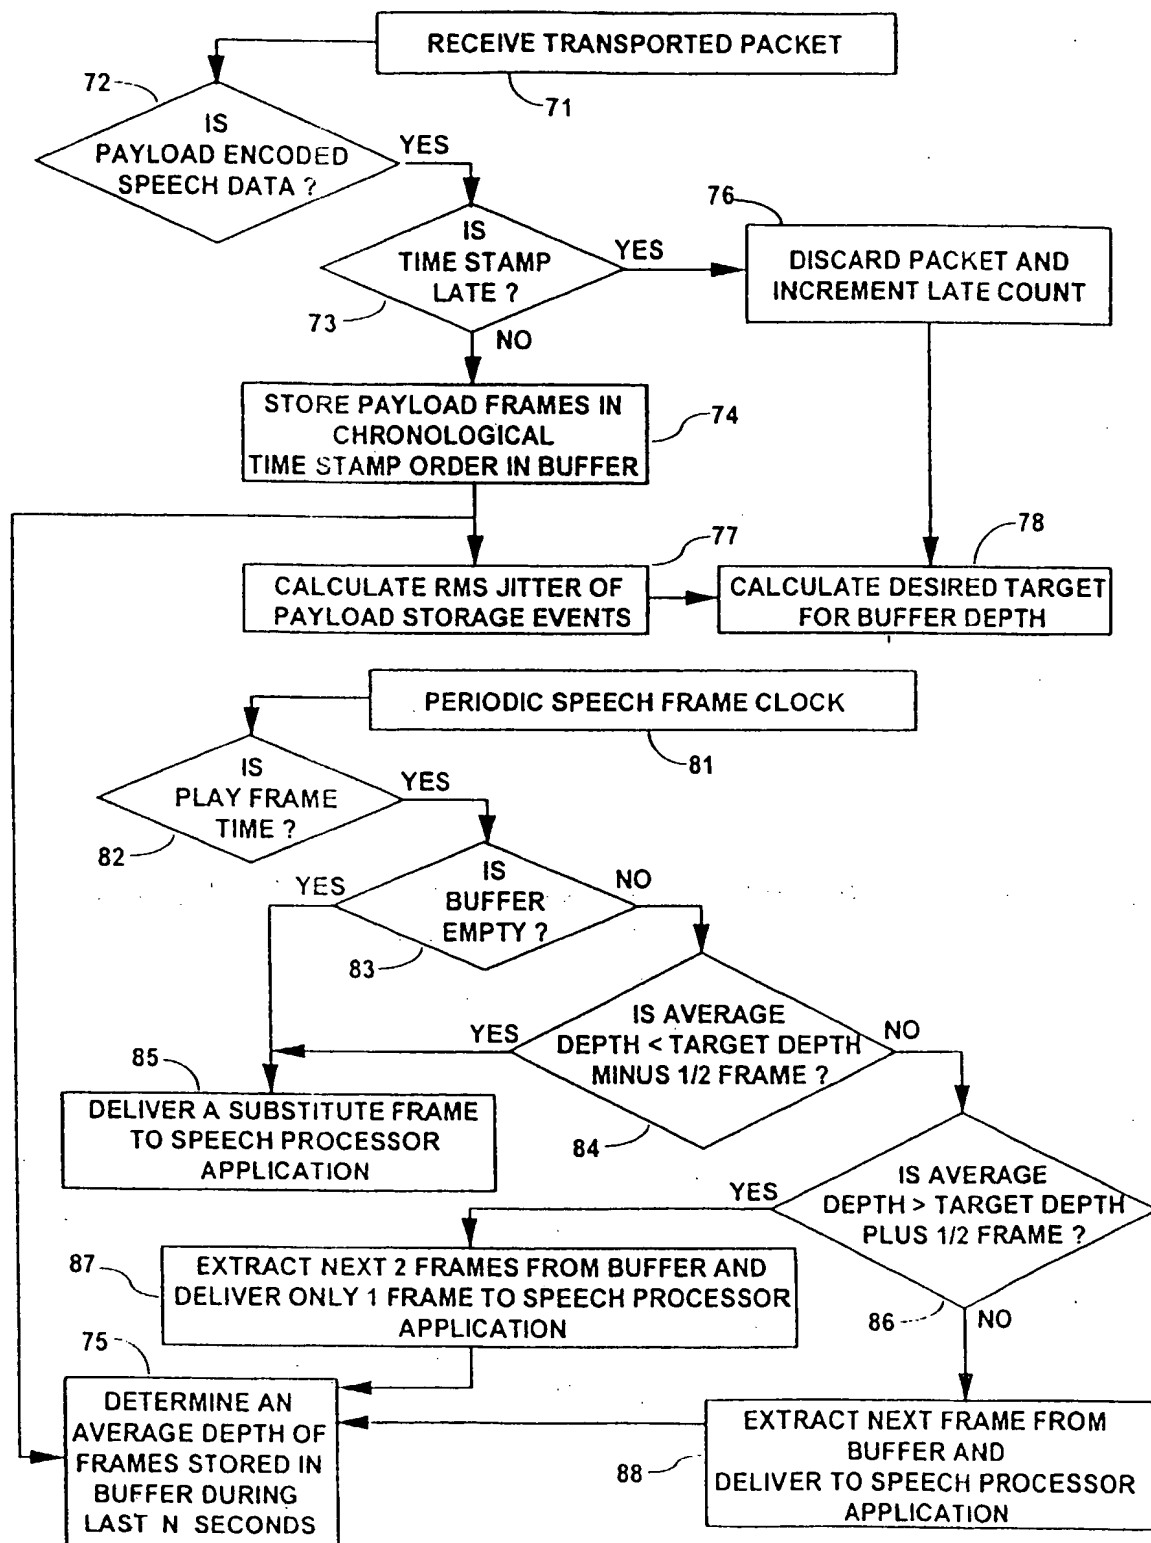 RECEIVE TRANSPORTED PACKET
71
72
IS
PAYLOAD ENCODED
SPEECH DATA ?
YES
IS
TIME STAMP
LATE ?
73
YES
NO
76
DISCARD PACKET AND
INCREMENT LATE COUNT
STORE PAYLOAD FRAMES IN
CHRONOLOGICAL
TIME STAMP ORDER IN BUFFER
74
77
CALCULATE RMS JITTER OF
PAYLOAD STORAGE EVENTS
78
CALCULATE DESIRED TARGET
FOR BUFFER DEPTH
PERIODIC SPEECH FRAME CLOCK
81
IS
PLAY FRAME
TIME ?
82
YES
IS
BUFFER
EMPTY ?
83
YES
NO
IS AVERAGE
DEPTH < TARGET DEPTH
MINUS 1/2 FRAME ?
84
YES
NO
85
DELIVER A SUBSTITUTE FRAME
TO SPEECH PROCESSOR
APPLICATION
IS AVERAGE
DEPTH > TARGET DEPTH
PLUS 1/2 FRAME ?
86
YES
NO
87
EXTRACT NEXT 2 FRAMES FROM BUFFER AND
DELIVER ONLY 1 FRAME TO SPEECH PROCESSOR
APPLICATION
75
DETERMINE AN
AVERAGE DEPTH OF
FRAMES STORED IN
BUFFER DURING
LAST N SECONDS
88
EXTRACT NEXT FRAME FROM
BUFFER AND
DELIVER TO SPEECH PROCESSOR
APPLICATION